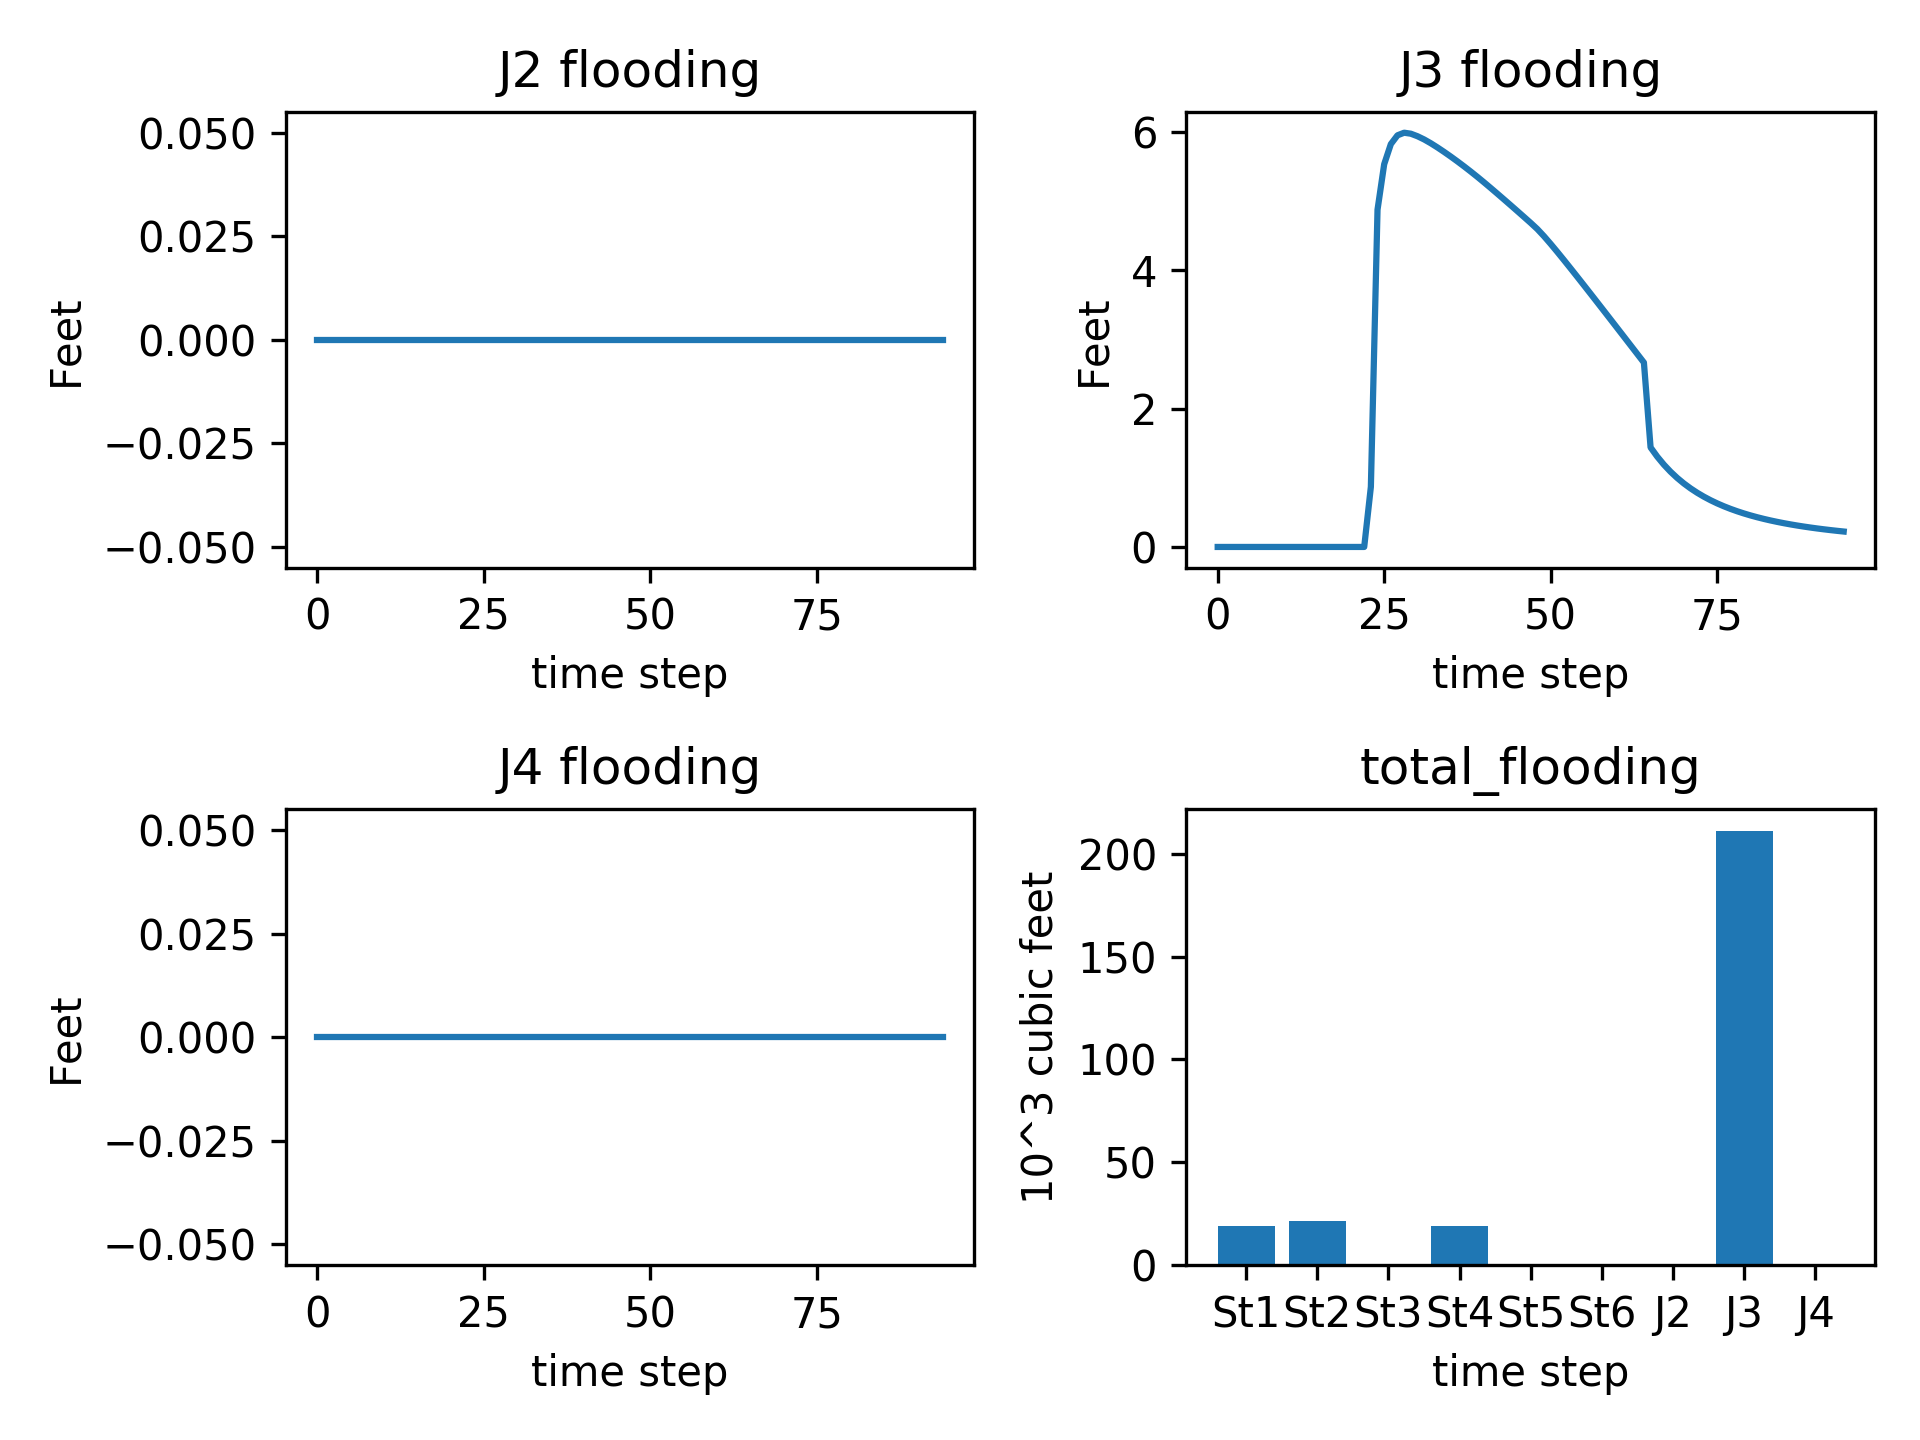 J2 flooding
0.050
0.025
0.000
−0.025
−0.050
Feet
0 25 50 75
time step
J3 flooding
6
4
2
0
Feet
0 25 50 75
time step
J4 flooding
0.050
0.025
0.000
−0.025
−0.050
Feet
0 25 50 75
time step
total_flooding
200
150
100
50
0
10^3 cubic feet
St1 St2 St3 St4 St5 St6 J2 J3 J4
time step